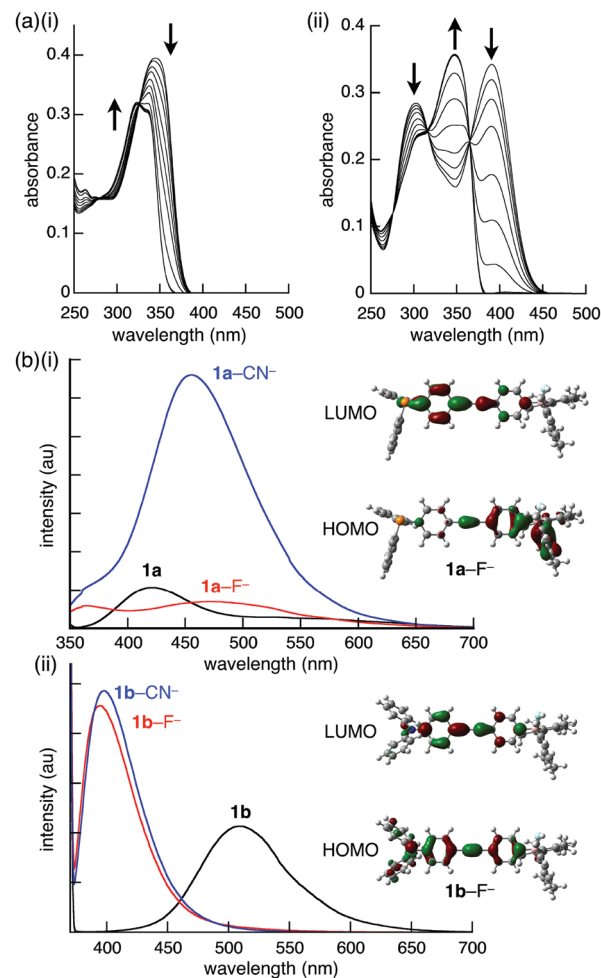 (a)(i)
(ii)
0.4
0.4
0.3
0.3
0.2
0.2
0.1
0.1
0
0
absorbance
absorbance
250 300 350 400 450 500
250 300 350 400 450 500
wavelength (nm)
wavelength (nm)
(b)(i)
1a–CN⁻
1a
1a–F⁻
intensity (au)
350 400 450 500 550 600 650 700
wavelength (nm)
LUMO
HOMO
1a–F⁻
(ii)
1b–CN⁻
1b–F⁻
1b
intensity (au)
400 450 500 550 600 650 700
wavelength (nm)
LUMO
HOMO
1b–F⁻